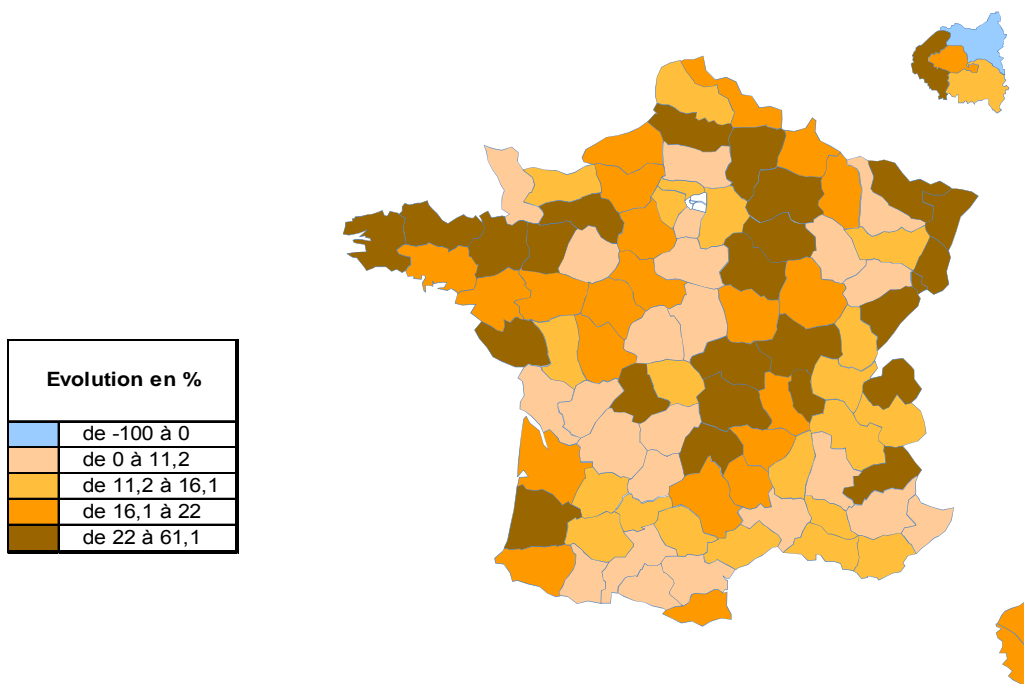 Evolution en %
de -100 à 0
de 0 à 11,2
de 11,2 à 16,1
de 16,1 à 22
de 22 à 61,1